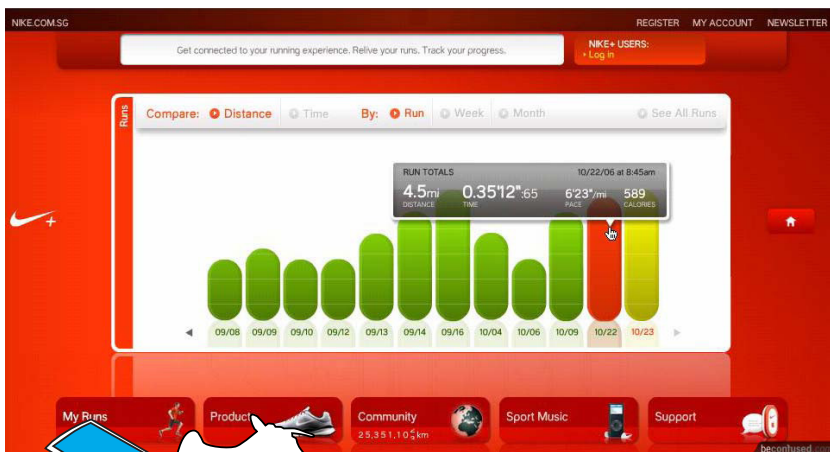 NIKE.COM.SG REGISTER MY ACCOUNT NEWSLETTER
Get connected to your running experience. Relive your runs. Track your progress.
NIKE+ USERS:
Log in
Runs
Compare: Distance Time By: Run Week Month See All Runs
RUN TOTALS 10/22/06 at 8:45am
4.5mi 0.35'12":65 6'23"/mi 589
DISTANCE TIME PACE CALORIES
09/08 09/09 09/10 09/12 09/13 09/14 09/16 10/04 10/06 10/09 10/22 10/23
My Runs Product Community Sport Music Support
km
beconfused.com